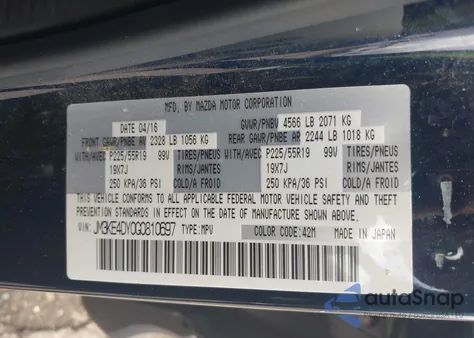 MFD. BY MAZDA MOTOR CORPORATION
DATE 04/16 GVWR/PNBV 4566 LB 2071 KG
FRONT GAWR/PNBE AV 2328 LB 1056 KG REAR GAWR/PNBE AR 2244 LB 1018 KG
WITH/AVEC P225/55R19 99V TIRES/PNEUS WITH/AVEC P225/55R19 99V TIRES/PNEUS
19X7J RIMS/JANTES 19X7J RIMS/JANTES
250 KPA/36 PSI COLD/A FROID 250 KPA/36 PSI COLD/A FROID
THIS VEHICLE CONFORMS TO ALL APPLICABLE FEDERAL MOTOR VEHICLE SAFETY AND THEFT
PREVENTION STANDARDS IN EFFECT ON THE DATE OF MANUFACTURE SHOWN ABOVE.
VIN: JM3KE4DY0G0810697 TYPE:MPV COLOR CODE:42M MADE IN JAPAN
autoSnap